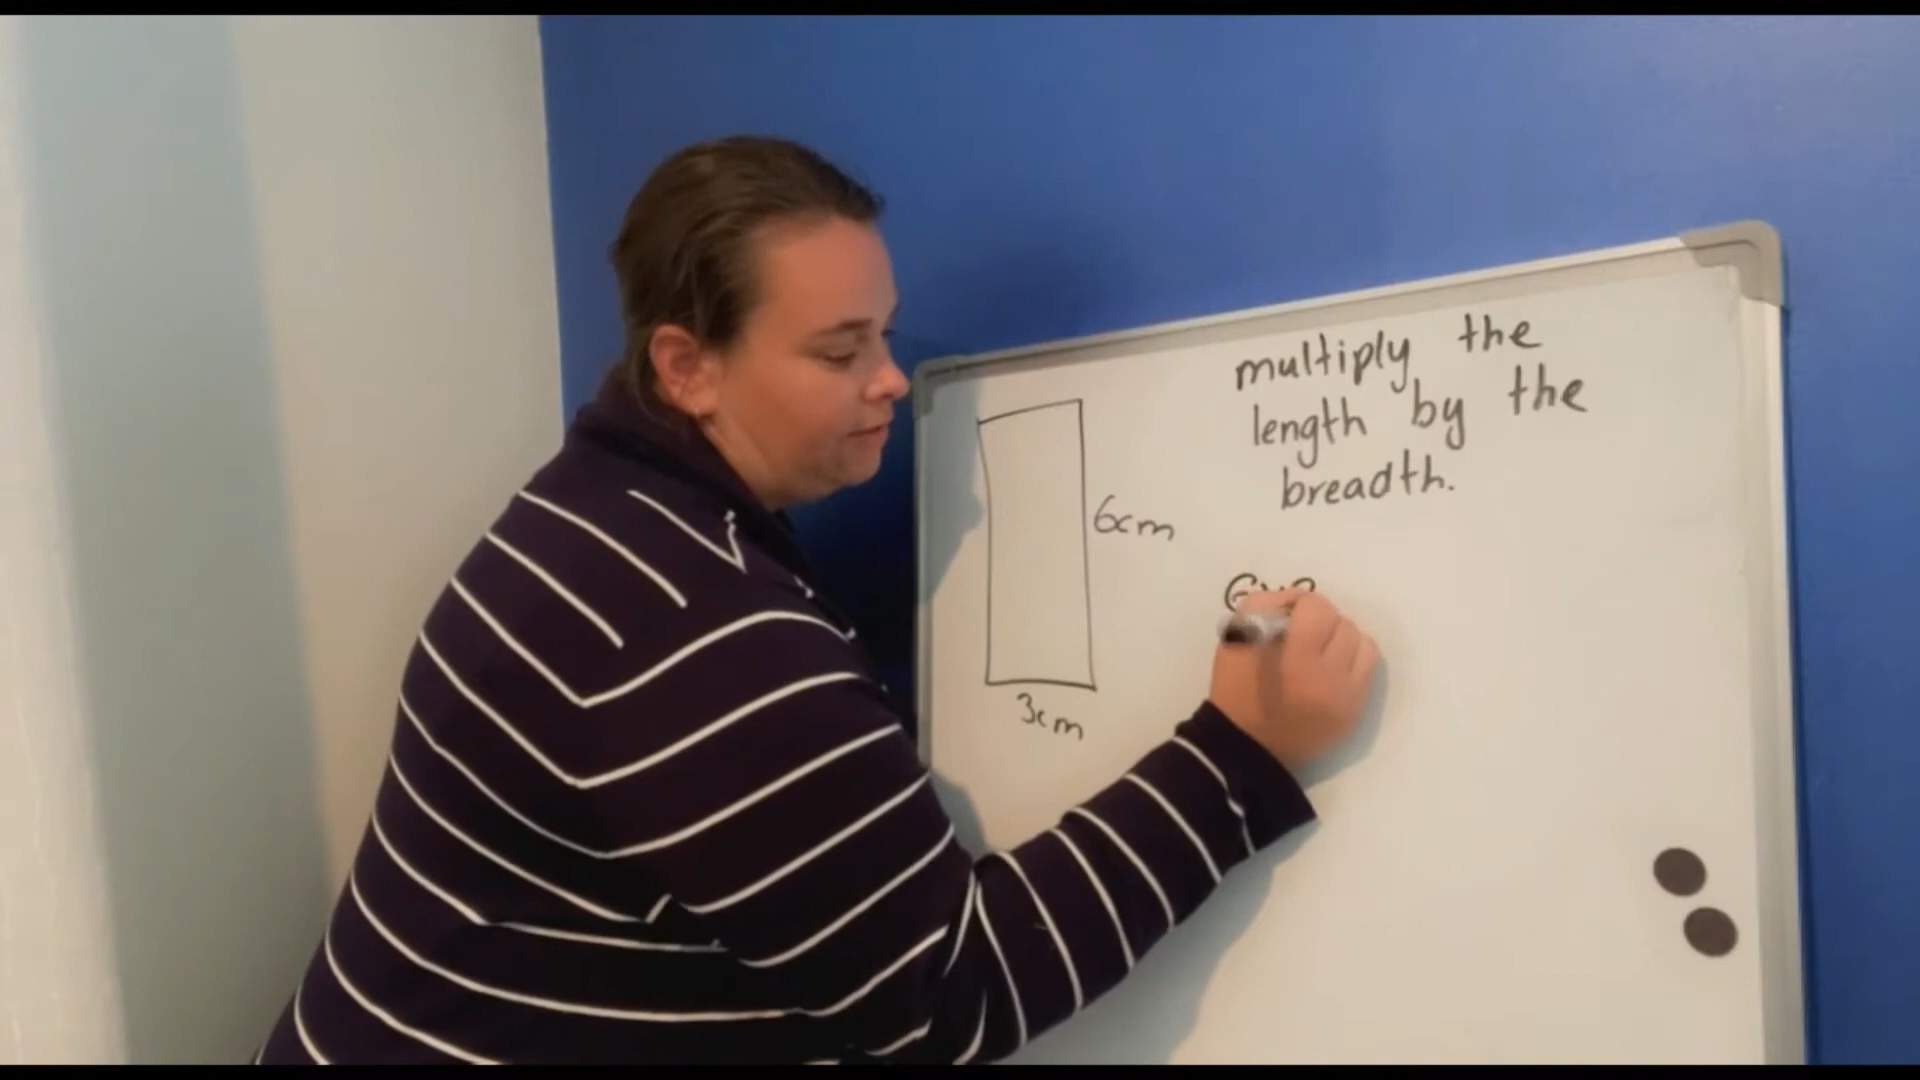 multiply the
length by the
breadth.
6cm
3cm